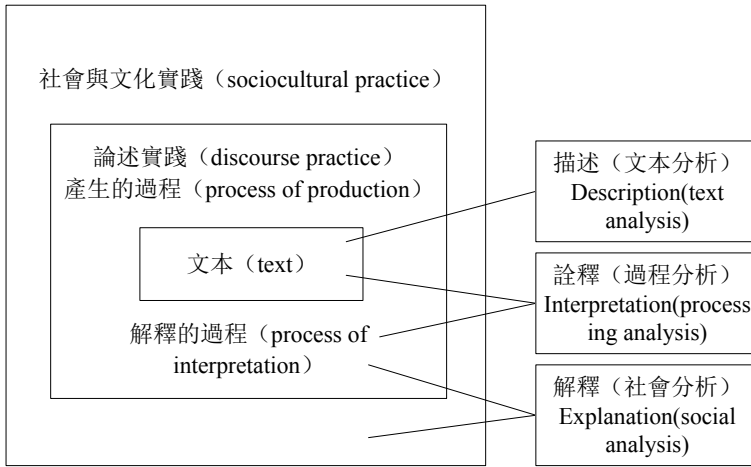 社會與文化實踐（sociocultural practice）
論述實踐（discourse practice）
產生的過程（process of production）
文本（text）
解釋的過程（process of
interpretation）
描述（文本分析）
Description(text
analysis)
詮釋（過程分析）
Interpretation(process
ing analysis)
解釋（社會分析）
Explanation(social
analysis)